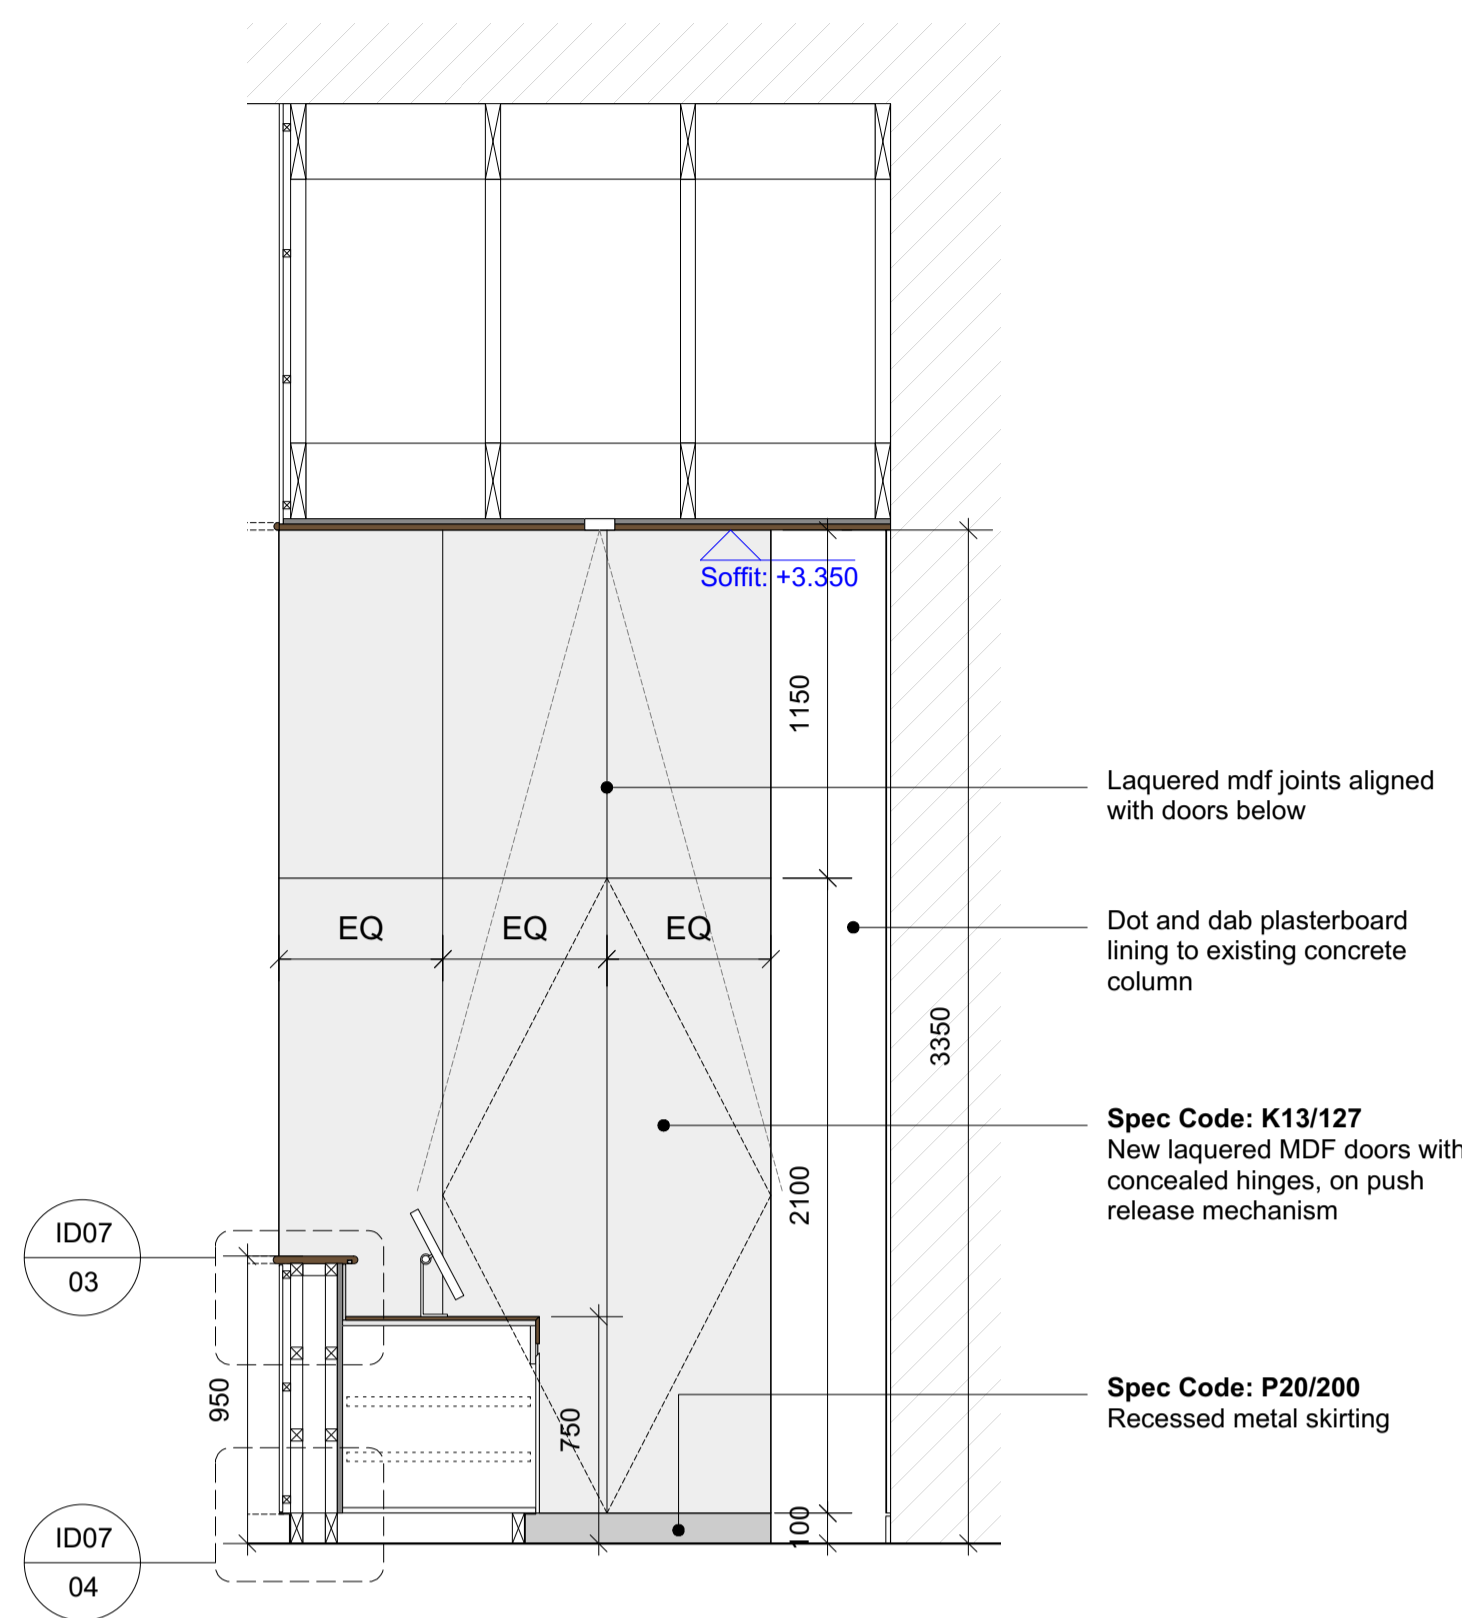 Soffit: +3.350
1150
Laquered mdf joints aligned
with doors below
EQ
EQ
EQ
Dot and dab plasterboard
lining to existing concrete
column
3350
Spec Code: K13/127
New laquered MDF doors with
concealed hinges, on push
release mechanism
2100
ID07
03
950
750
Spec Code: P20/200
Recessed metal skirting
100
ID07
04